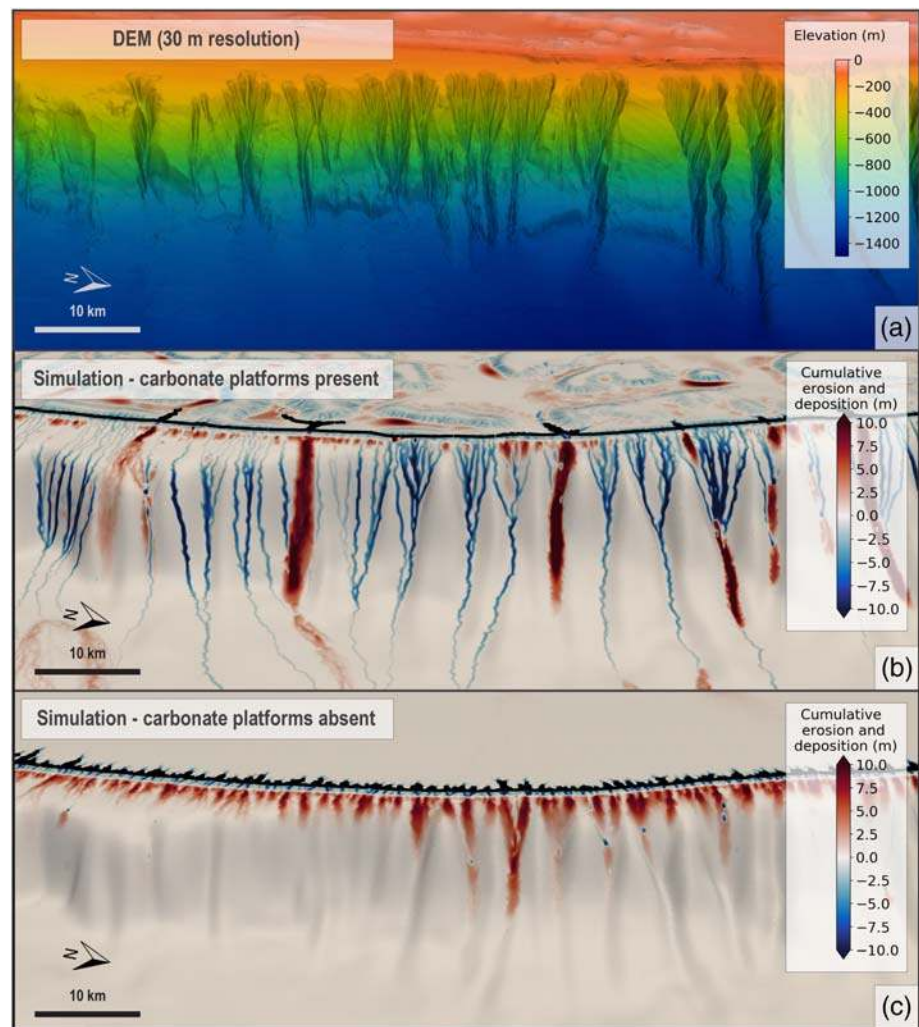 DEM (30 m resolution)
Elevation (m)
0
−200
−400
−600
−800
−1000
−1200
−1400
N
10 km
(a)
Simulation - carbonate platforms present
Cumulative
erosion and
deposition (m)
10.0
7.5
5.0
2.5
0.0
−2.5
−5.0
−7.5
−10.0
N
10 km
(b)
Simulation - carbonate platforms absent
Cumulative
erosion and
deposition (m)
10.0
7.5
5.0
2.5
0.0
−2.5
−5.0
−7.5
−10.0
N
10 km
(c)